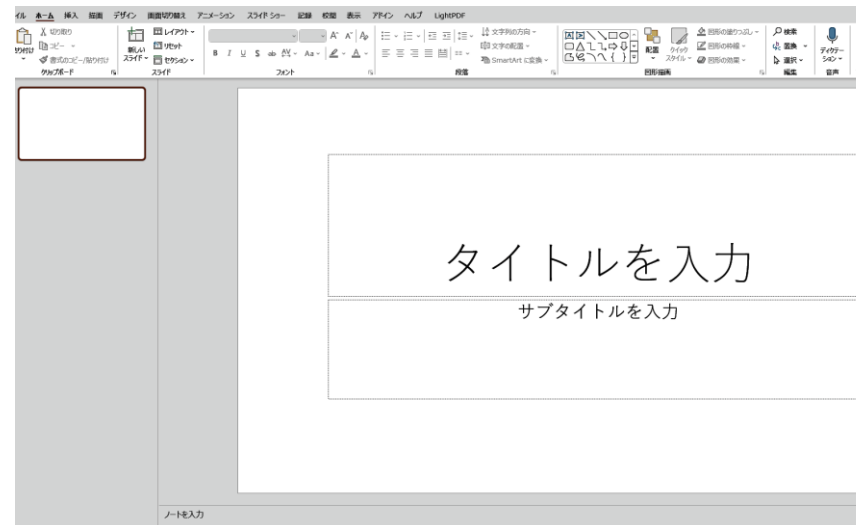 イル ホーム 挿入 描画 デザイン 画面切り替え アニメーション スライド ショー 記録 校閲 表示 アドイン ヘルプ LightPDF
切り取り レイアウト 文字列の方向 図形の塗りつぶし 検索
コピー 新しい リセット A A 文字の配置 配置 クイック 図形の枠線 置換 ディクテー
貼り付け 書式のコピー/貼り付け スライド セクション B I U S ab AV Aa A SmartArt に変換 スタイル 図形の効果 選択 ション
クリップボード スライド フォント 段落 図形描画 編集 音声
タイトルを入力
サブタイトルを入力
ノートを入力